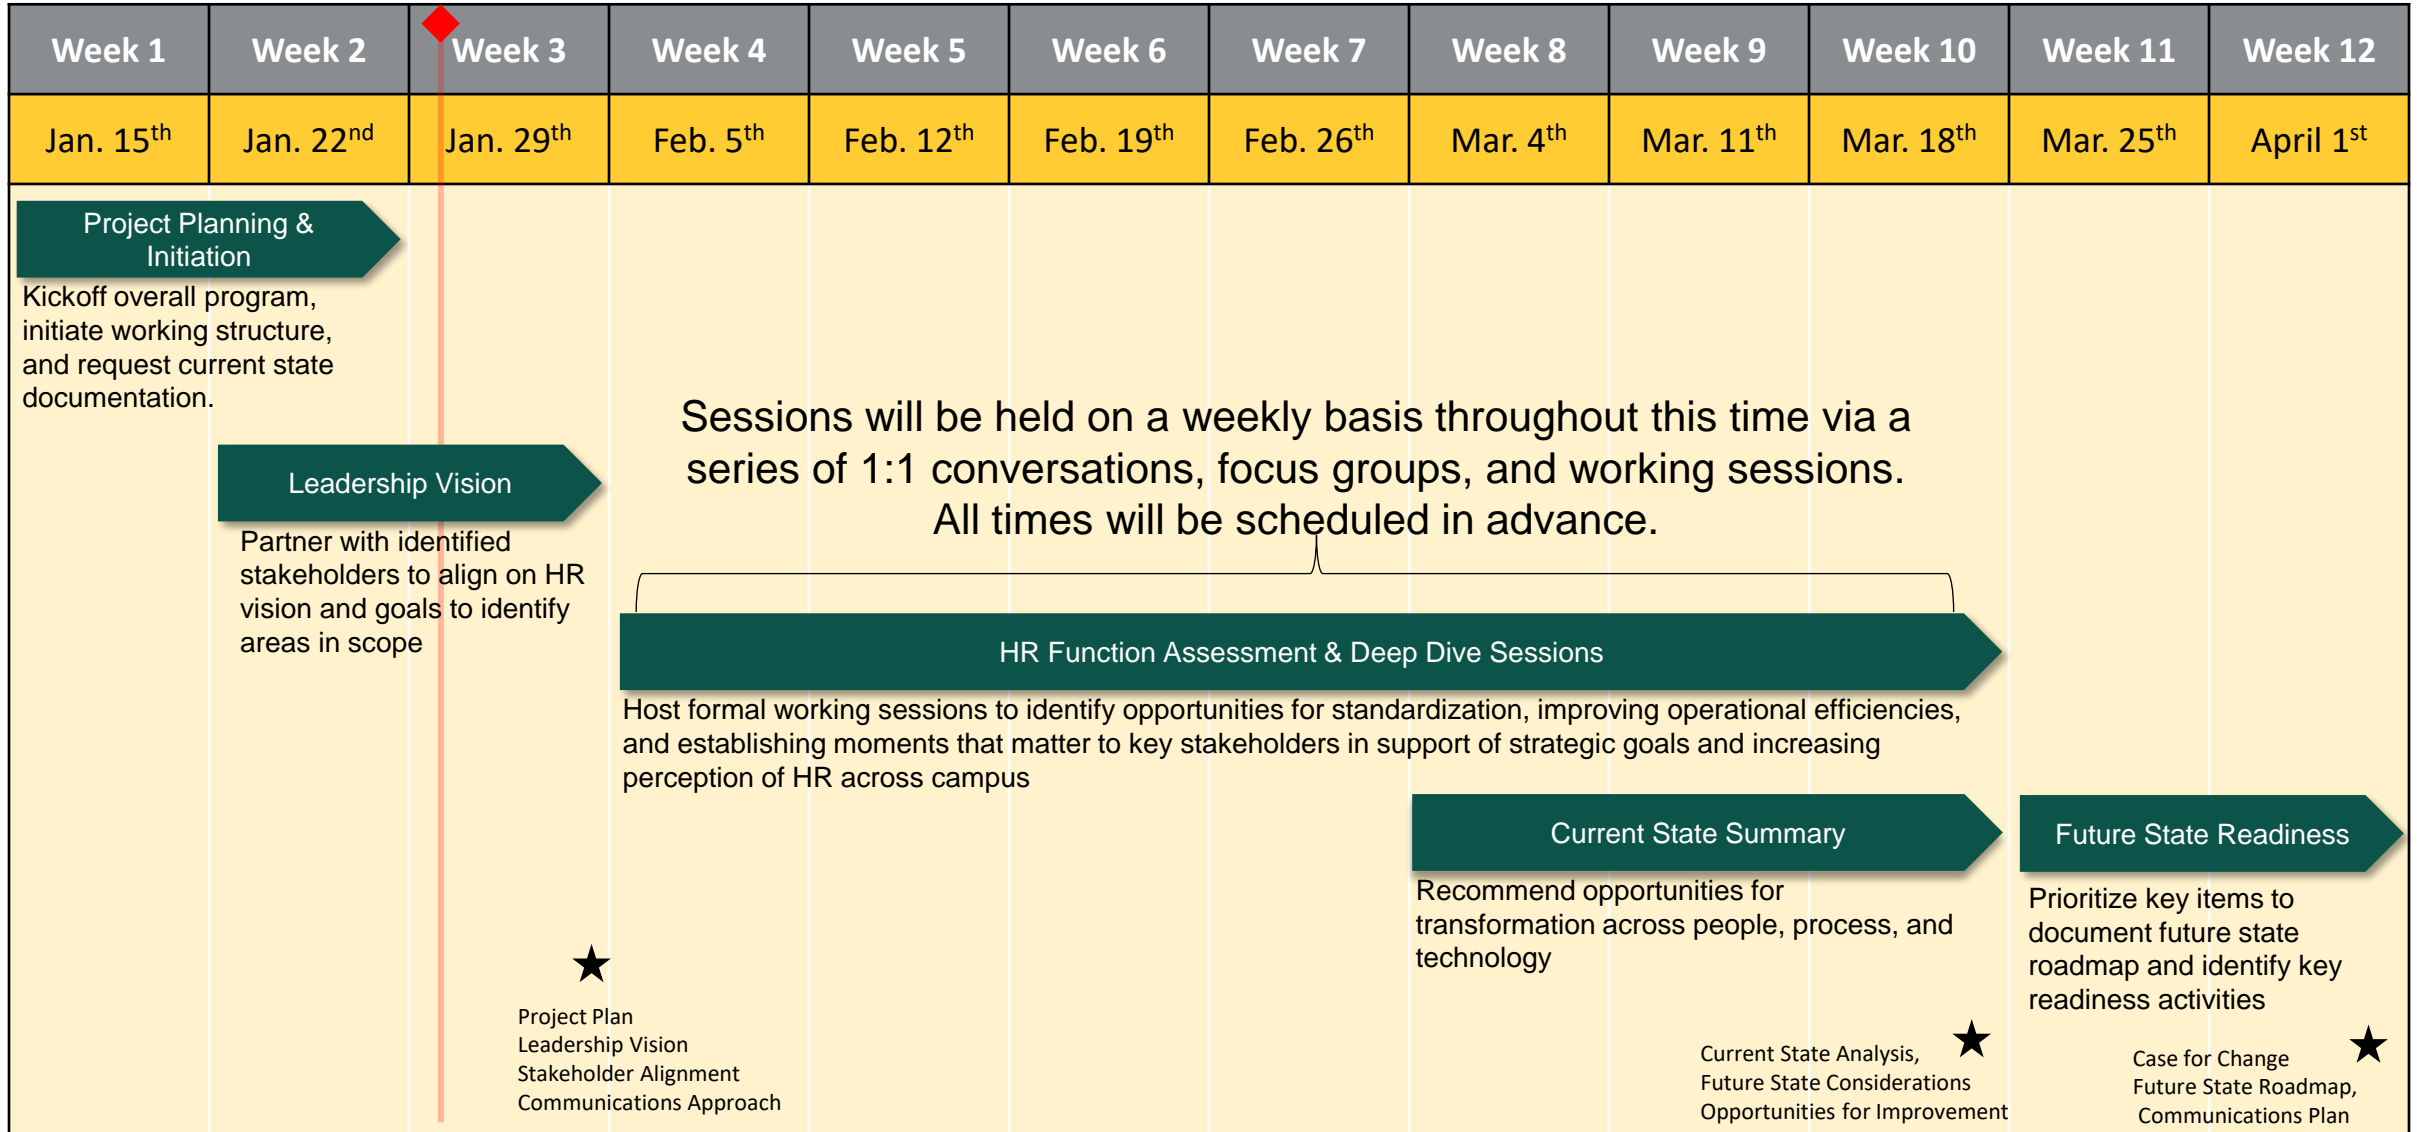 Week 1 Week 2 Week 3 Week 4 Week 5 Week 6 Week 7 Week 8 Week 9 Week 10 Week 11 Week 12
Jan. 15th Jan. 22nd Jan. 29th Feb. 5th Feb. 12th Feb. 19th Feb. 26th Mar. 4th Mar. 11th Mar. 18th Mar. 25th April 1st
Project Planning &
Initiation
Kickoff overall program,
initiate working structure,
and request current state
documentation.
Sessions will be held on a weekly basis throughout this time via a
series of 1:1 conversations, focus groups, and working sessions.
All times will be scheduled in advance.
Leadership Vision
Partner with identified
stakeholders to align on HR
vision and goals to identify
areas in scope
HR Function Assessment & Deep Dive Sessions
Host formal working sessions to identify opportunities for standardization, improving operational efficiencies,
and establishing moments that matter to key stakeholders in support of strategic goals and increasing
perception of HR across campus
Current State Summary
Recommend opportunities for
transformation across people, process, and
technology
Future State Readiness
Prioritize key items to
document future state
roadmap and identify key
readiness activities
Project Plan
Leadership Vision
Stakeholder Alignment
Communications Approach
Current State Analysis,
Future State Considerations
Opportunities for Improvement
Case for Change
Future State Roadmap,
Communications Plan